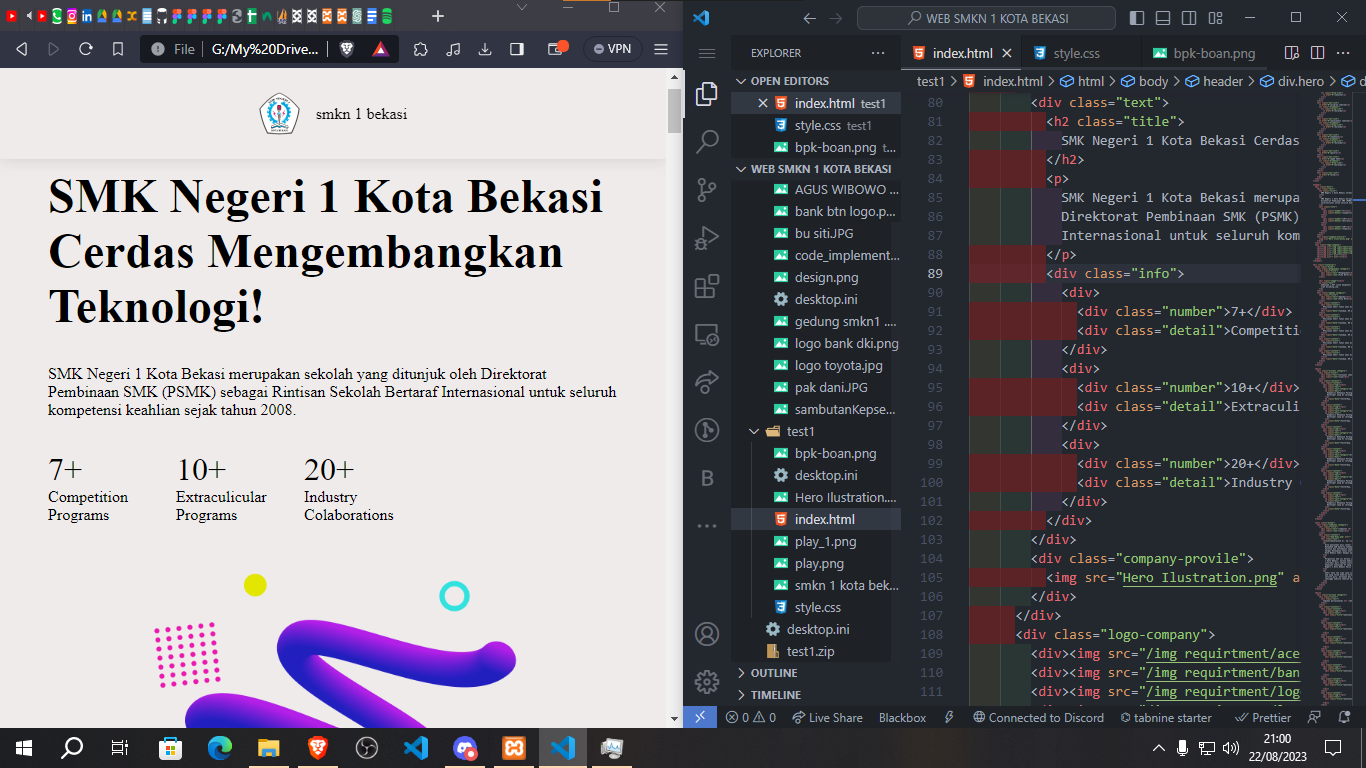 File
G:/My%20Drive...
VPN
smkn 1 bekasi
SMK Negeri 1 Kota Bekasi
Cerdas Mengembangkan
Teknologi!
SMK Negeri 1 Kota Bekasi merupakan sekolah yang ditunjuk oleh Direktorat
Pembinaan SMK (PSMK) sebagai Rintisan Sekolah Bertaraf Internasional untuk seluruh
kompetensi keahlian sejak tahun 2008.
7+ 10+ 20+
Competition Extraculicular Industry
Programs Programs Colaborations
WEB SMKN 1 KOTA BEKASI
EXPLORER
OPEN EDITORS
index.html test1
style.css test1
bpk-boan.png t...
WEB SMKN 1 KOTA BEKASI
AGUS WIBOWO ...
bank btn logo.p...
bu siti.JPG
code_implement...
design.png
desktop.ini
gedung smkn1 ....
logo bank dki.png
logo toyota.jpg
pak dani.JPG
sambutanKepse...
test1
bpk-boan.png
desktop.ini
Hero Ilustration....
index.html
play_1.png
play.png
smkn 1 kota bek...
style.css
desktop.ini
test1.zip
OUTLINE
TIMELINE
index.html style.css bpk-boan.png
test1 > index.html > html > body > header > div.hero > d
80 <div class="text">
81 <h2 class="title">
82 SMK Negeri 1 Kota Bekasi Cerdas
83 </h2>
84 <p>
85 SMK Negeri 1 Kota Bekasi merupa
86 Direktorat Pembinaan SMK (PSMK)
87 Internasional untuk seluruh kom
88 </p>
89 <div class="info">
90 <div>
91 <div class="number">7+</div>
92 <div class="detail">Competiti
93 </div>
94 <div>
95 <div class="number">10+</div>
96 <div class="detail">Extraculi
97 </div>
98 <div>
99 <div class="number">20+</div>
100 <div class="detail">Industry
101 </div>
102 </div>
103 </div>
104 <div class="company-provile">
105 <img src="Hero Ilustration.png" a
106 </div>
107 </div>
108 <div class="logo-company">
109 <div><img src="/img requirtment/ace
110 <div><img src="/img requirtment/ban
111 <div><img src="/img requirtment/log
0 0 Live Share Blackbox Connected to Discord tabnine starter Prettier
21:00
22/08/2023